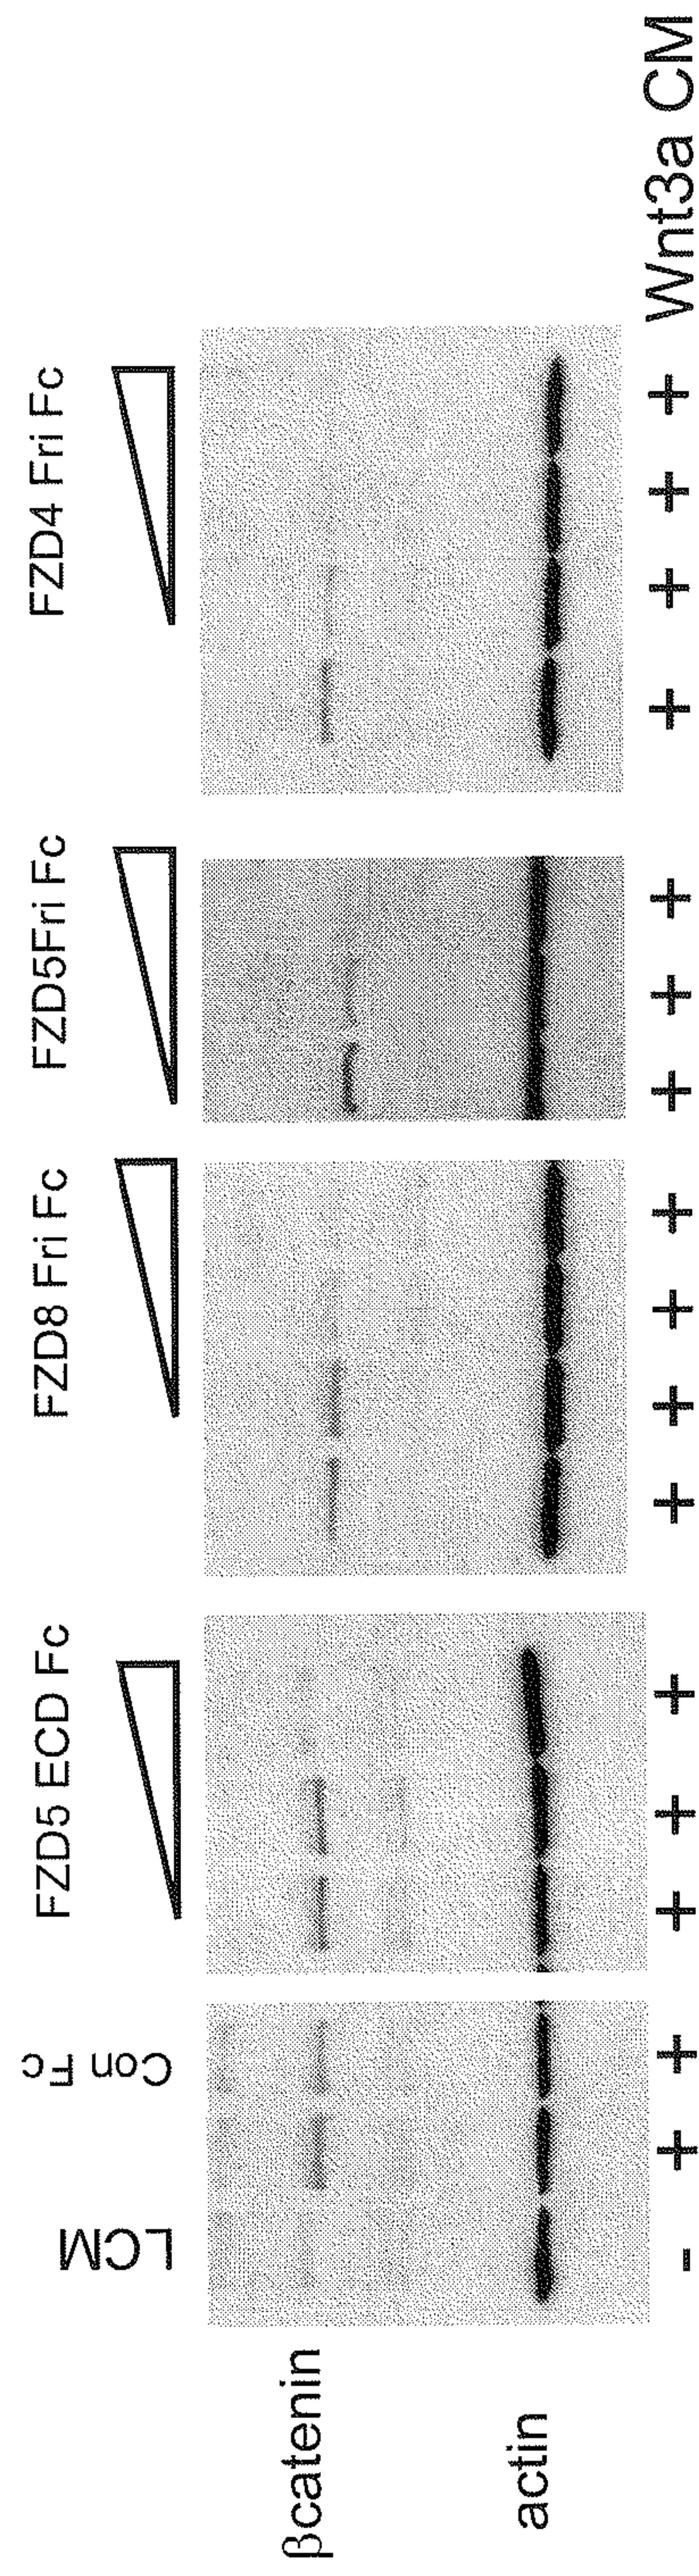 LCM
Con Fc
FZD5 ECD Fc
FZD8 Fri Fc
FZD5Fri Fc
FZD4 Fri Fc
βcatenin
actin
- + + + + + + + + + + + + + + + + Wnt3a CM